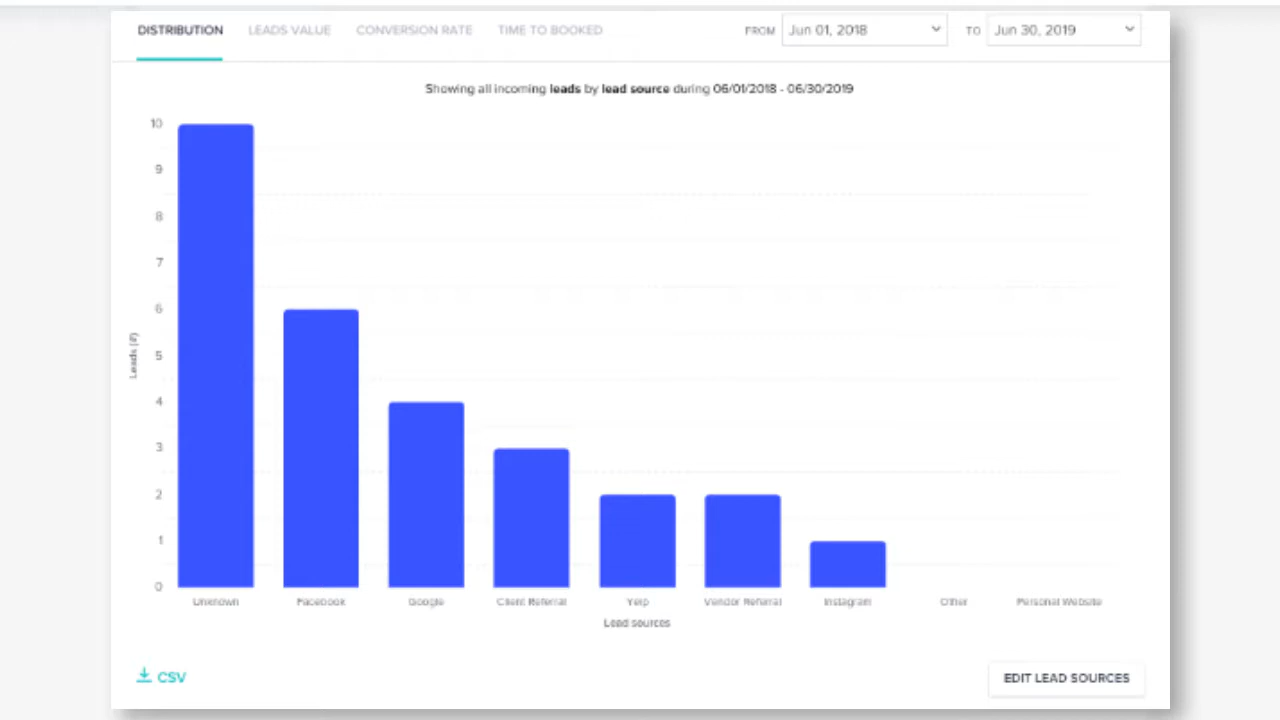 DISTRIBUTION LEADS VALUE CONVERSION RATE TIME TO BOOKED FROM Jun 01, 2018 TO Jun 30, 2019
Showing all incoming leads by lead source during 06/01/2018 - 06/30/2019
10
9
8
7
6
5
4
3
2
1
0
Leads (#)
Unknown Facebook Google Client Referral Yelp Vendor Referral Instagram Other Personal Website
Lead sources
CSV EDIT LEAD SOURCES